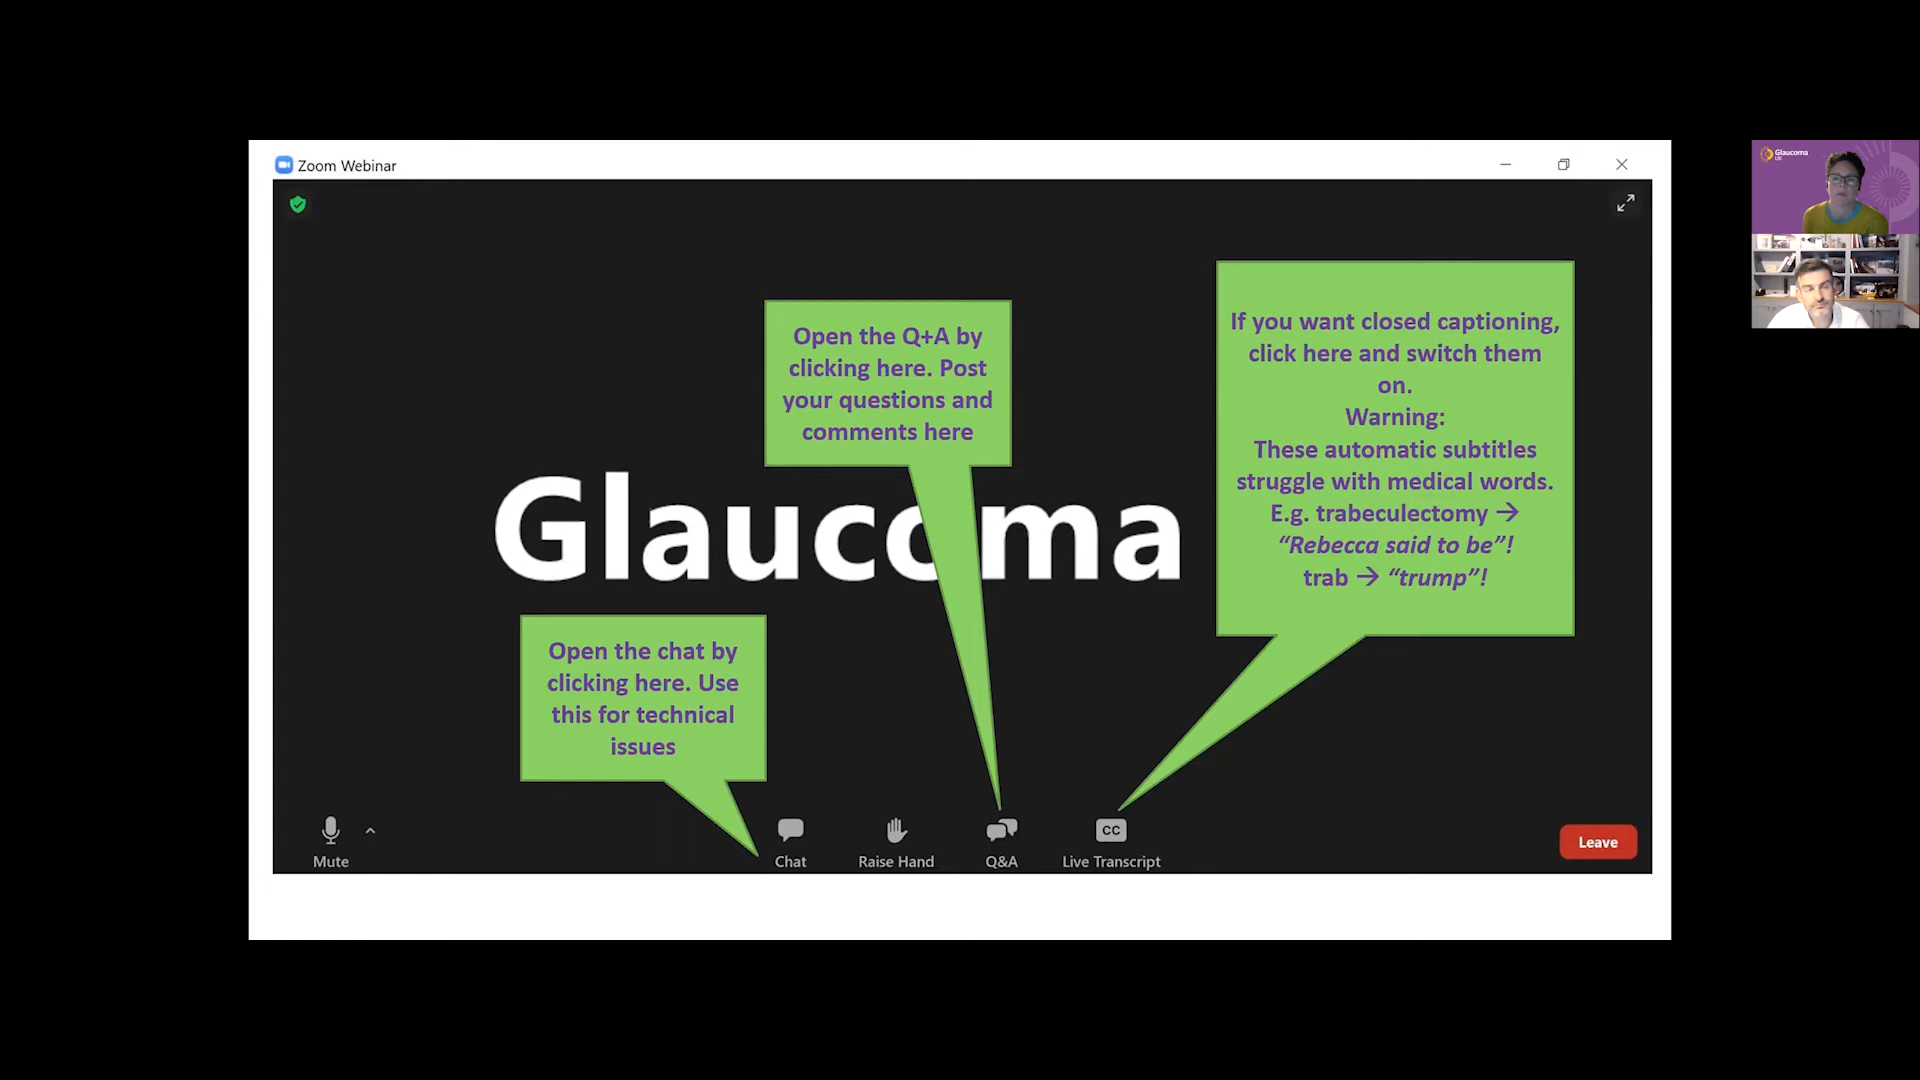 Zoom Webinar
Glaucoma
UK
If you want closed captioning,
click here and switch them
on.
Warning:
These automatic subtitles
struggle with medical words.
E.g. trabeculectomy →
“Rebecca said to be”!
trab → “trump”!
Open the Q+A by
clicking here. Post
your questions and
comments here
Glaucoma
Open the chat by
clicking here. Use
this for technical
issues
CC
Mute
Chat
Raise Hand
Q&A
Live Transcript
Leave